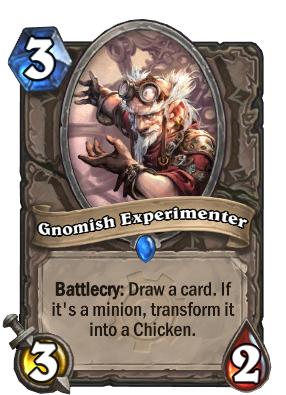 3
Gnomish Experimenter
Battlecry: Draw a card. If
it's a minion, transform it
into a Chicken.
3
2